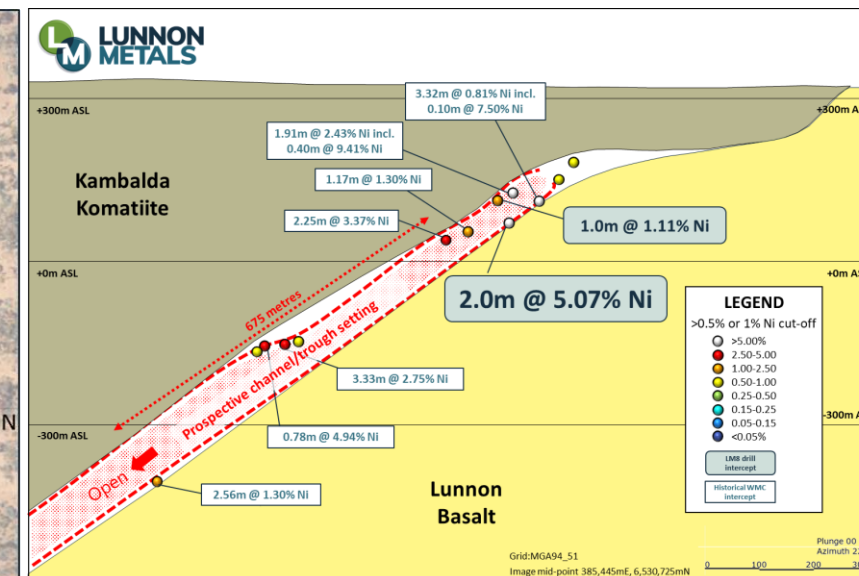 LUNNON
METALS
LM
+300m ASL
+300m A
3.32m @ 0.81% Ni incl.
0.10m @ 7.50% Ni
1.91m @ 2.43% Ni incl.
0.40m @ 9.41% Ni
1.17m @ 1.30% Ni
2.25m @ 3.37% Ni
Kambalda
Komatiite
1.0m @ 1.11% Ni
+0m ASL
+0m AS
2.0m @ 5.07% Ni
675 metres
Prospective channel/trough setting
3.33m @ 2.75% Ni
0.78m @ 4.94% Ni
-300m ASL
-300m A
Open
2.56m @ 1.30% Ni
Lunnon
Basalt
LEGEND
>0.5% or 1% Ni cut-off
>5.00%
2.50-5.00
1.00-2.50
0.50-1.00
0.25-0.50
0.15-0.25
0.05-0.15
<0.05%
LM8 drill
intercept
Historical WMC
intercept
N
Grid:MGA94_51
Image mid-point 385,445mE, 6,530,725mN
Plunge 00
Azimuth 22
0 100 200 30